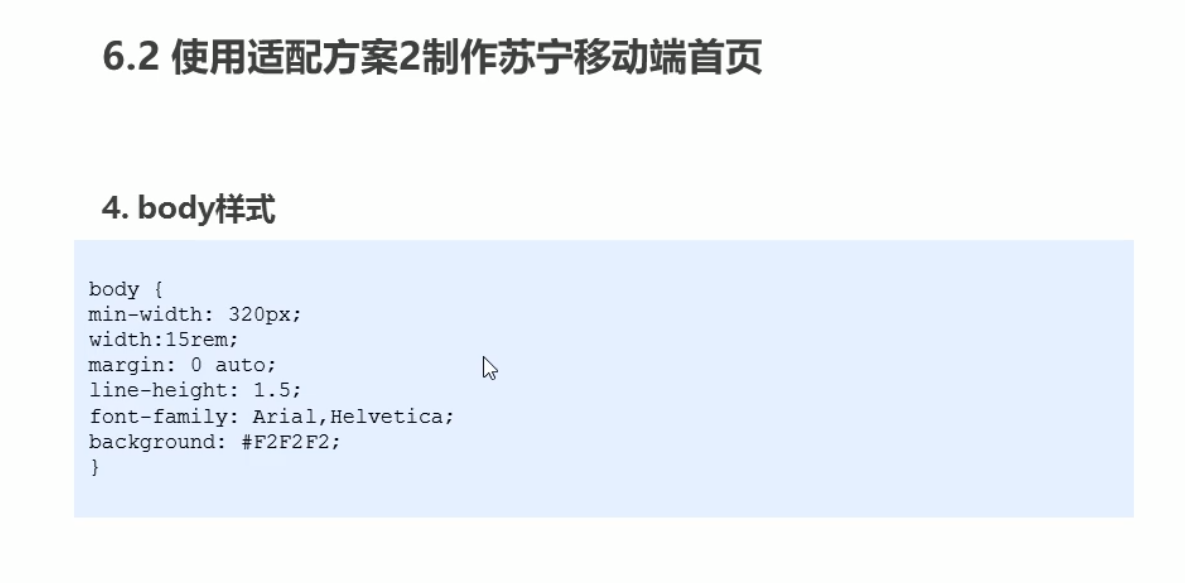 6.2 使用适配方案2制作苏宁移动端首页
4. body样式
body {
min-width: 320px;
width:15rem;
margin: 0 auto;
line-height: 1.5;
font-family: Arial,Helvetica;
background: #F2F2F2;
}